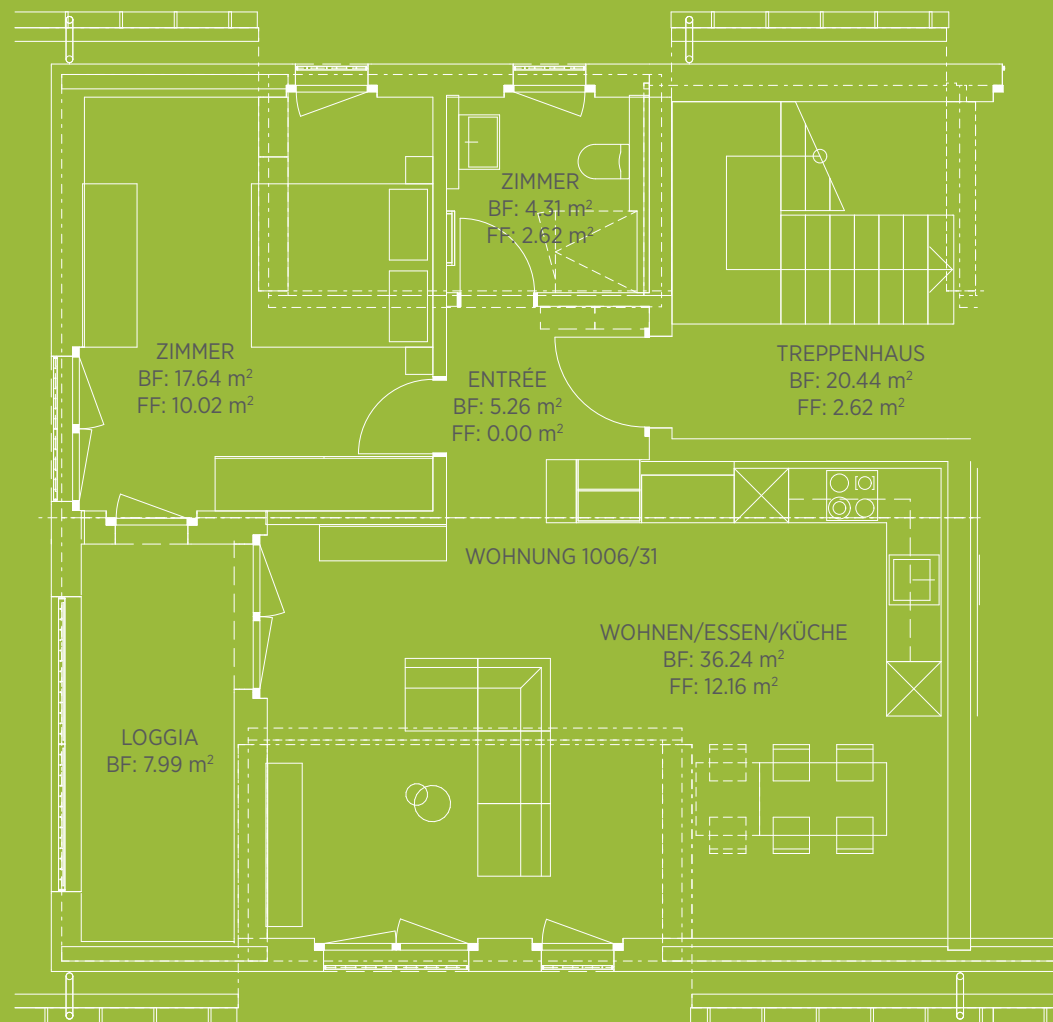 ZIMMER
BF: 4.31 m²
FF: 2.62 m²
ZIMMER
BF: 17.64 m²
FF: 10.02 m²
ENTRÉE
BF: 5.26 m²
FF: 0.00 m²
TREPPENHAUS
BF: 20.44 m²
FF: 2.62 m²
WOHNUNG 1006/31
WOHNEN/ESSEN/KÜCHE
BF: 36.24 m²
FF: 12.16 m²
LOGGIA
BF: 7.99 m²